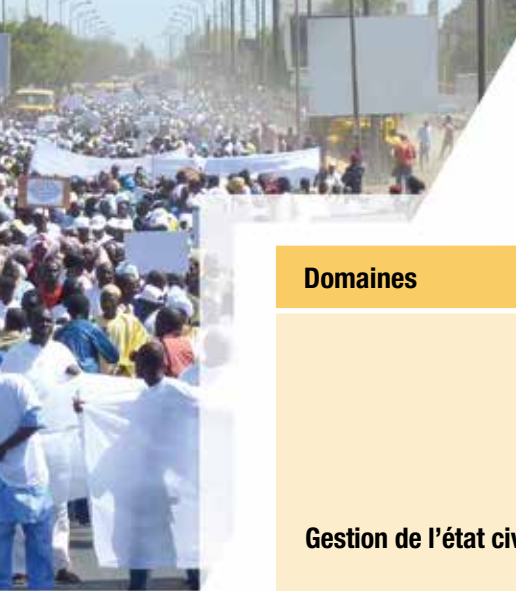 Domaines
Gestion de l’état civ